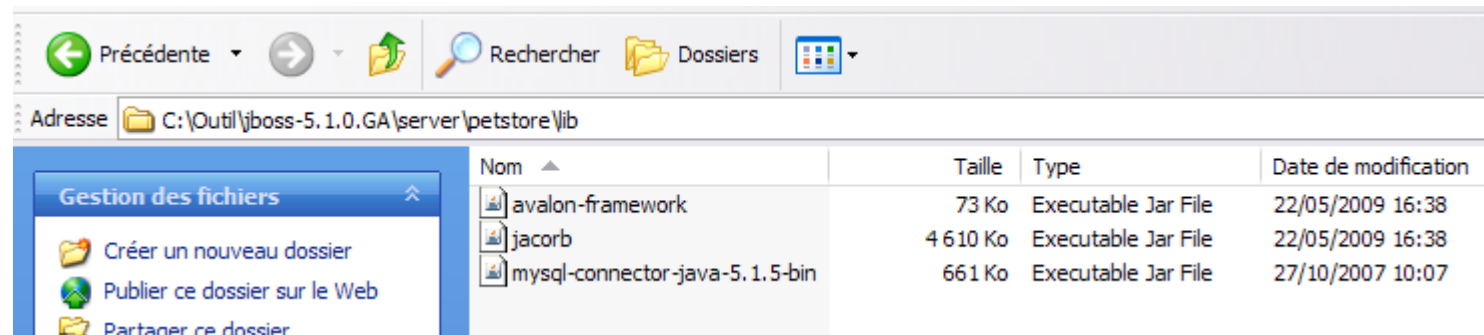 Précédente Rechercher Dossiers
Adresse C:\Outil\jboss-5.1.0.GA\server\petstore\lib
Nom Taille Type Date de modification
Gestion des fichiers
avalon-framework 73 Ko Executable Jar File 22/05/2009 16:38
jacorb 4 610 Ko Executable Jar File 22/05/2009 16:38
mysql-connector-java-5.1.5-bin 661 Ko Executable Jar File 27/10/2007 10:07
Créer un nouveau dossier
Publier ce dossier sur le Web
Partager ce dossier